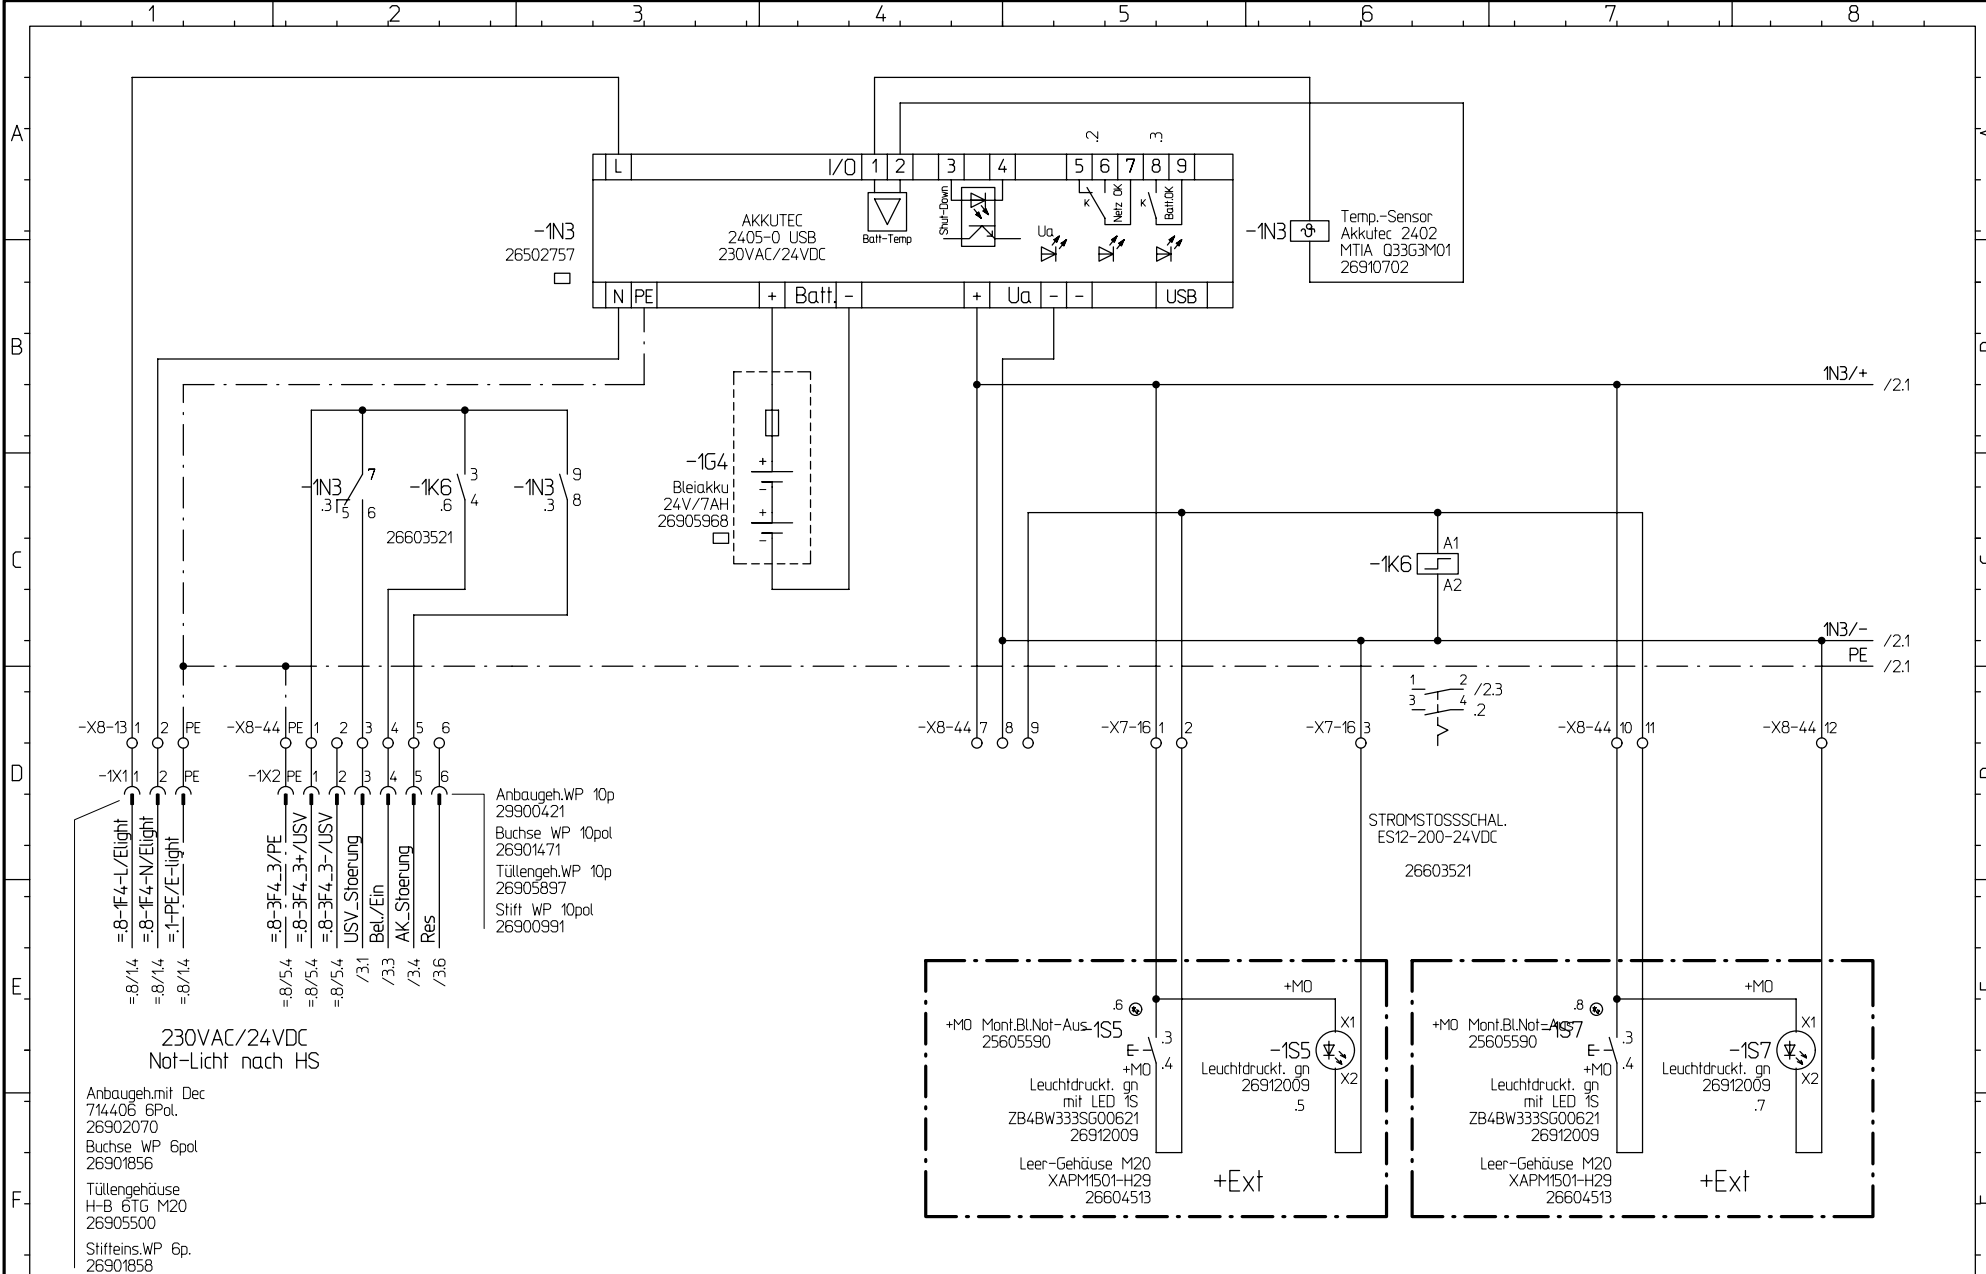 1 2 3 4 5 6 7 8
A
.2 .3
L I/O 1 2 3 4 5 6 7 8 9
AKKUTEC
2405-0 USB
230VAC/24VDC
Batt-Temp
Shut-Down
Ua
K
Netz OK
K
Batt.OK
-1N3
26502757
N PE + Batt. - + Ua - - USB
-1N3
Temp.-Sensor
Akkutec 2402
MTIA Q33G3M01
26910702
B
1N3/+ /2.1
-1N3
.3
7
5 6
-1K6
.6
3
4
26603521
-1N3
.3
9
8
-1G4
Bleiakku
24V/7AH
26905968
+
-
+
-
C
-1K6
A1
A2
1N3/- /2.1
PE /2.1
1 2 /2.3
3 4 .2
D
-X8-13 1 2 PE
-X8-44 PE 1 2 3 4 5 6
-X8-44 7 8 9
-X7-16 1 2
-X7-16 3
-X8-44 10 11
-X8-44 12
-1X1 1 2 PE
-1X2 PE 1 2 3 4 5 6
=.8-1F4-L/Elight
=.8-1F4-N/Elight
=.1-PE/E-light
=.8-3F4_3/PE
=.8-3F4_3+/USV
=.8-3F4_3-/USV
USV_Stoerung
Bel./Ein
AK_Stoerung
Res
=.8/1.4
=.8/1.4
=.8/1.4
=.8/5.4
=.8/5.4
=.8/5.4
/3.1
/3.3
/3.4
/3.6
Anbaugeh.WP 10p
29900421
Buchse WP 10pol
26901471
Tüllengeh.WP 10p
26905897
Stift WP 10pol
26900991
STROMSTOSSSCHAL.
ES12-200-24VDC
26603521
E
230VAC/24VDC
Not-Licht nach HS
Anbaugeh.mit Dec
714406 6Pol.
26902070
Buchse WP 6pol
26901856
Tüllengehäuse
H-B 6TG M20
26905500
Stifteins.WP 6p.
26901858
+M0
.6
+M0 Mont.Bl.Not-Aus
25605590
-1S5
.3
.4
E
+M0
Leuchtdruckt. gn
mit LED 1S
ZB4BW333SG00621
26912009
Leer-Gehäuse M20
XAPM1501-H29
26604513
-1S5
Leuchtdruckt. gn
26912009
.5
X1
X2
+Ext
+M0
.8
+M0 Mont.Bl.Not-Aus
25605590
-1S7
.3
.4
E
+M0
Leuchtdruckt. gn
mit LED 1S
ZB4BW333SG00621
26912009
Leer-Gehäuse M20
XAPM1501-H29
26604513
-1S7
Leuchtdruckt. gn
26912009
.7
X1
X2
+Ext
F